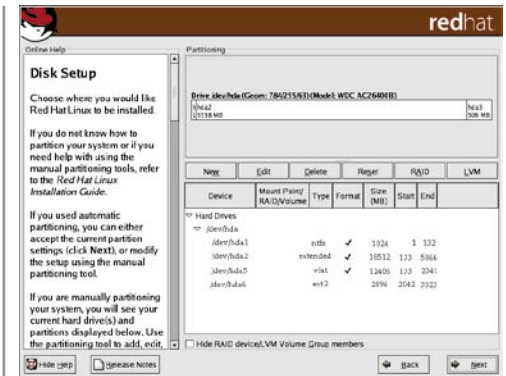 redhat
Online Help
Disk Setup
Choose where you would like
Red Hat Linux to be installed.
If you do not know how to
partition your system or if you
need help with using the
manual partitioning tools, refer
to the Red Hat Linux
Installation Guide.
If you used automatic
partitioning, you can either
accept the current partition
settings (click Next), or modify
the setup using the manual
partitioning tool.
If you are manually partitioning
your system, you will see your
current hard drive(s) and
partitions displayed below. Use
the partitioning tool to add, edit,
Partitioning
Drive /dev/hda (Geom: 784/255/63) (Model: WDC AC26400B)
hda2
hda3
509 MB
New Edit Delete Reset RAID LVM
Device Mount Point/ RAID/Volume Type Format Size (MB) Start End
Hard Drives
/dev/hda
/dev/hda1 ntfs ✓ 1024 1 132
/dev/hda2 extended ✓ 38512 133 5066
/dev/hda5 vfat ✓ 12406 133 2041
/dev/hda6 ext3 2896 2042 3323
Hide RAID device/LVM Volume Group members
Hide Help Release Notes Back Next